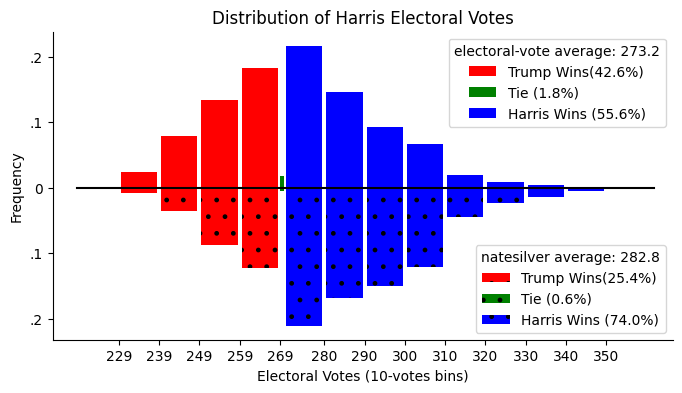 Distribution of Harris Electoral Votes
electoral-vote average: 273.2
Trump Wins(42.6%)
Tie (1.8%)
Harris Wins (55.6%)
Frequency
.2
.1
0
.1
.2
natesilver average: 282.8
Trump Wins(25.4%)
Tie (0.6%)
Harris Wins (74.0%)
229 239 249 259 269 280 290 300 310 320 330 340 350
Electoral Votes (10-votes bins)